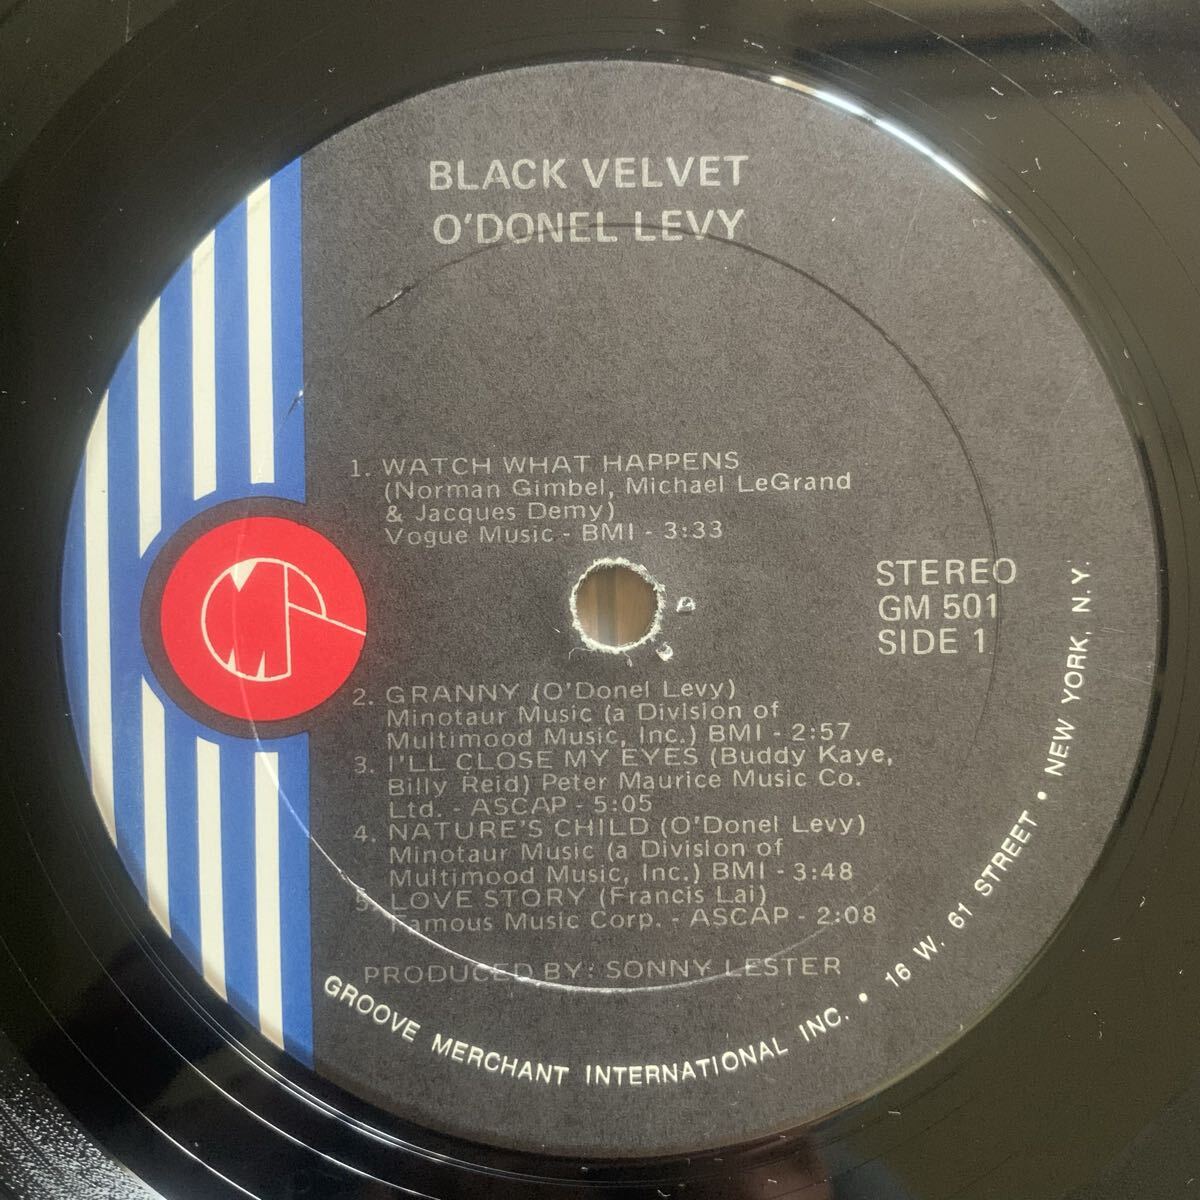 BLACK VELVET
O'DONEL LEVY
1. WATCH WHAT HAPPENS
(Norman Gimbel, Michael LeGrand
& Jacques Demy)
Vogue Music - BMI - 3:33
STEREO
GM 501
SIDE 1
2. GRANNY (O'Donel Levy)
Minotaur Music (a Division of
Multimood Music, Inc.) BMI - 2:57
3. I'LL CLOSE MY EYES (Buddy Kaye,
Billy Reid) Peter Maurice Music Co.
Ltd. - ASCAP - 5:05
4. NATURE'S CHILD (O'Donel Levy)
Minotaur Music (a Division of
Multimood Music, Inc.) BMI - 3:48
5. LOVE STORY (Francis Lai)
Famous Music Corp. - ASCAP - 2:08
PRODUCED BY: SONNY LESTER
GROOVE MERCHANT INTERNATIONAL INC. • 16 W. 61 STREET • NEW YORK, N.Y.